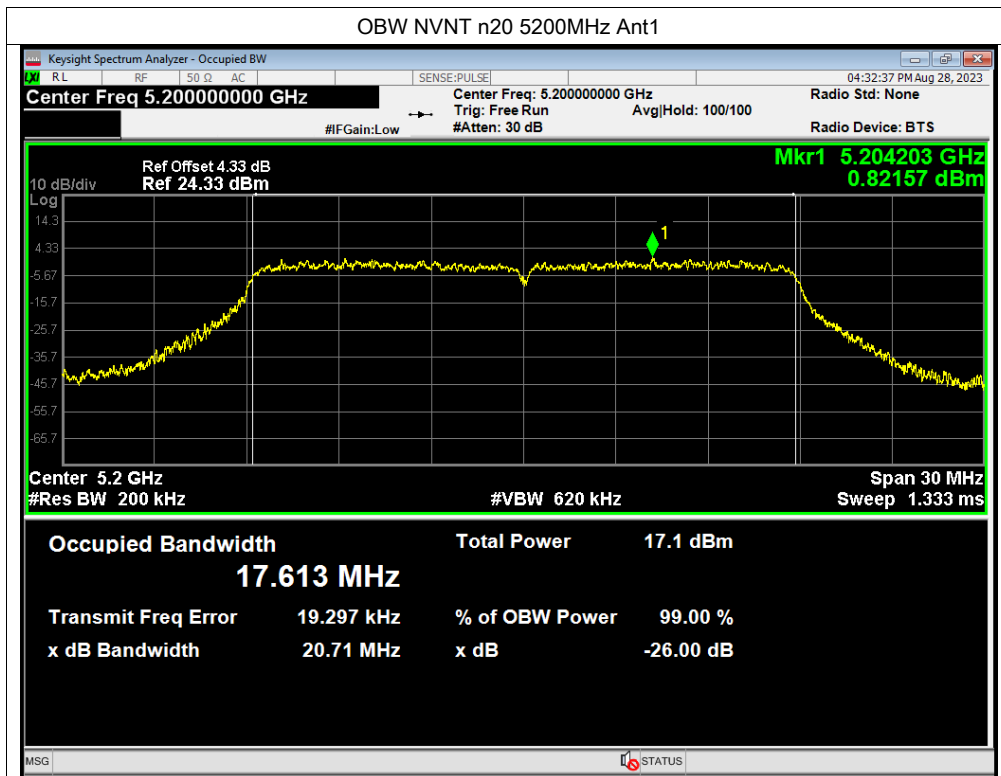 OBW NVNT n20 5200MHz Ant1
Keysight Spectrum Analyzer - Occupied BW
LXI RL RF 50 Ω AC SENSE:PULSE 04:32:37 PM Aug 28, 2023
Center Freq 5.200000000 GHz Center Freq: 5.200000000 GHz Radio Std: None
Trig: Free Run Avg|Hold: 100/100
#IFGain:Low #Atten: 30 dB Radio Device: BTS
Mkr1 5.204203 GHz
Ref Offset 4.33 dB
10 dB/div Ref 24.33 dBm 0.82157 dBm
Log
14.3
1
4.33
-5.67
-15.7
-25.7
-35.7
-45.7
-55.7
-65.7
Center 5.2 GHz Span 30 MHz
#Res BW 200 kHz #VBW 620 kHz Sweep 1.333 ms
Occupied Bandwidth Total Power 17.1 dBm
17.613 MHz
Transmit Freq Error 19.297 kHz % of OBW Power 99.00 %
x dB Bandwidth 20.71 MHz x dB -26.00 dB
MSG STATUS